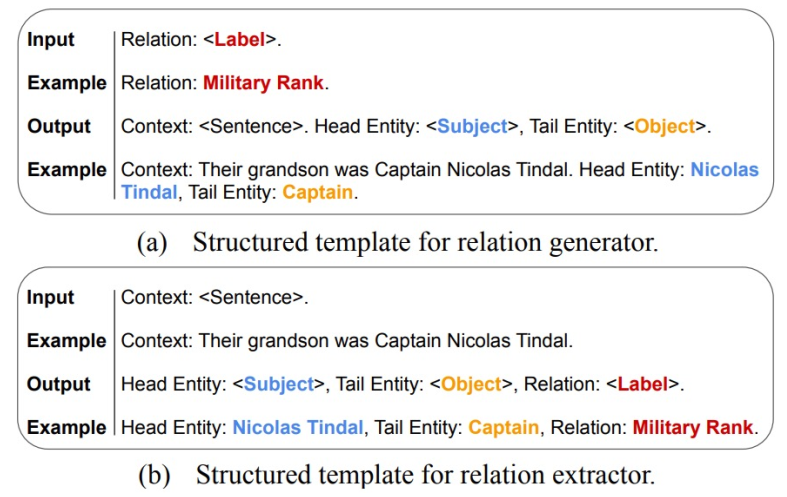 Input Relation: <Label>.
Example Relation: Military Rank.
Output Context: <Sentence>. Head Entity: <Subject>, Tail Entity: <Object>.
Example Context: Their grandson was Captain Nicolas Tindal. Head Entity: Nicolas
Tindal, Tail Entity: Captain.
(a) Structured template for relation generator.
Input Context: <Sentence>.
Example Context: Their grandson was Captain Nicolas Tindal.
Output Head Entity: <Subject>, Tail Entity: <Object>, Relation: <Label>.
Example Head Entity: Nicolas Tindal, Tail Entity: Captain, Relation: Military Rank.
(b) Structured template for relation extractor.